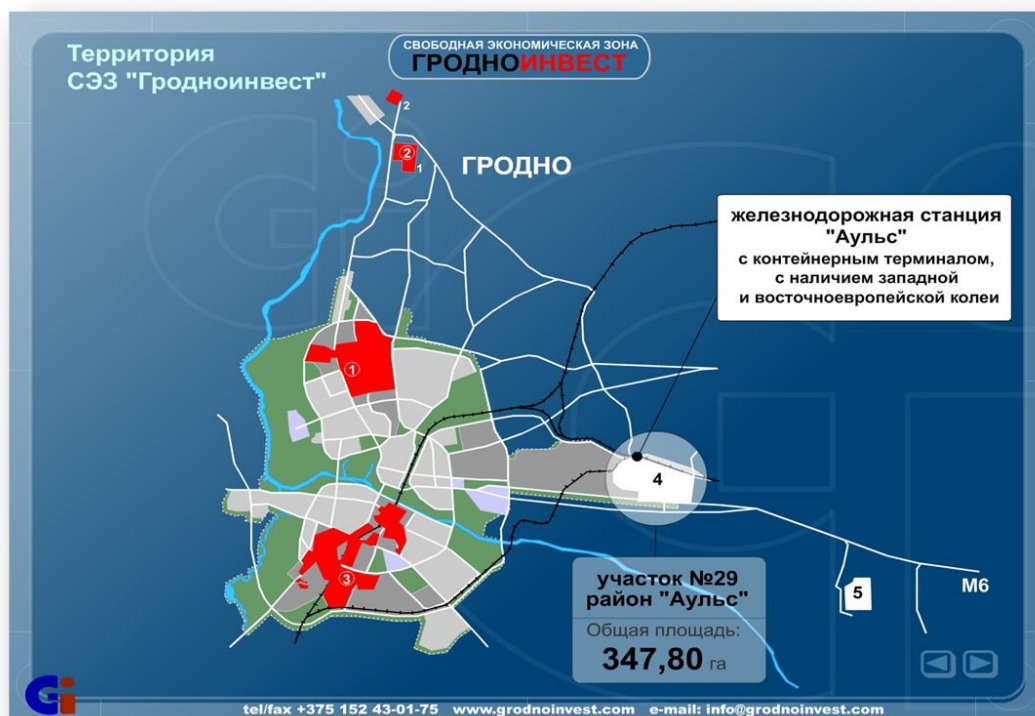 Территория
СЭЗ "Гродноинвест"
СВОБОДНАЯ ЭКОНОМИЧЕСКАЯ ЗОНА
ГРОДНОИНВЕСТ
2
2
1
ГРОДНО
железнодорожная станция
"Аульс"
с контейнерным терминалом,
с наличием западной
и восточноевропейской колеи
1
4
3
5
М6
участок №29
район "Аульс"
Общая площадь:
347,80 га
Gi
tel/fax +375 152 43-01-75 www.grodnoinvest.com e-mail: info@grodnoinvest.com